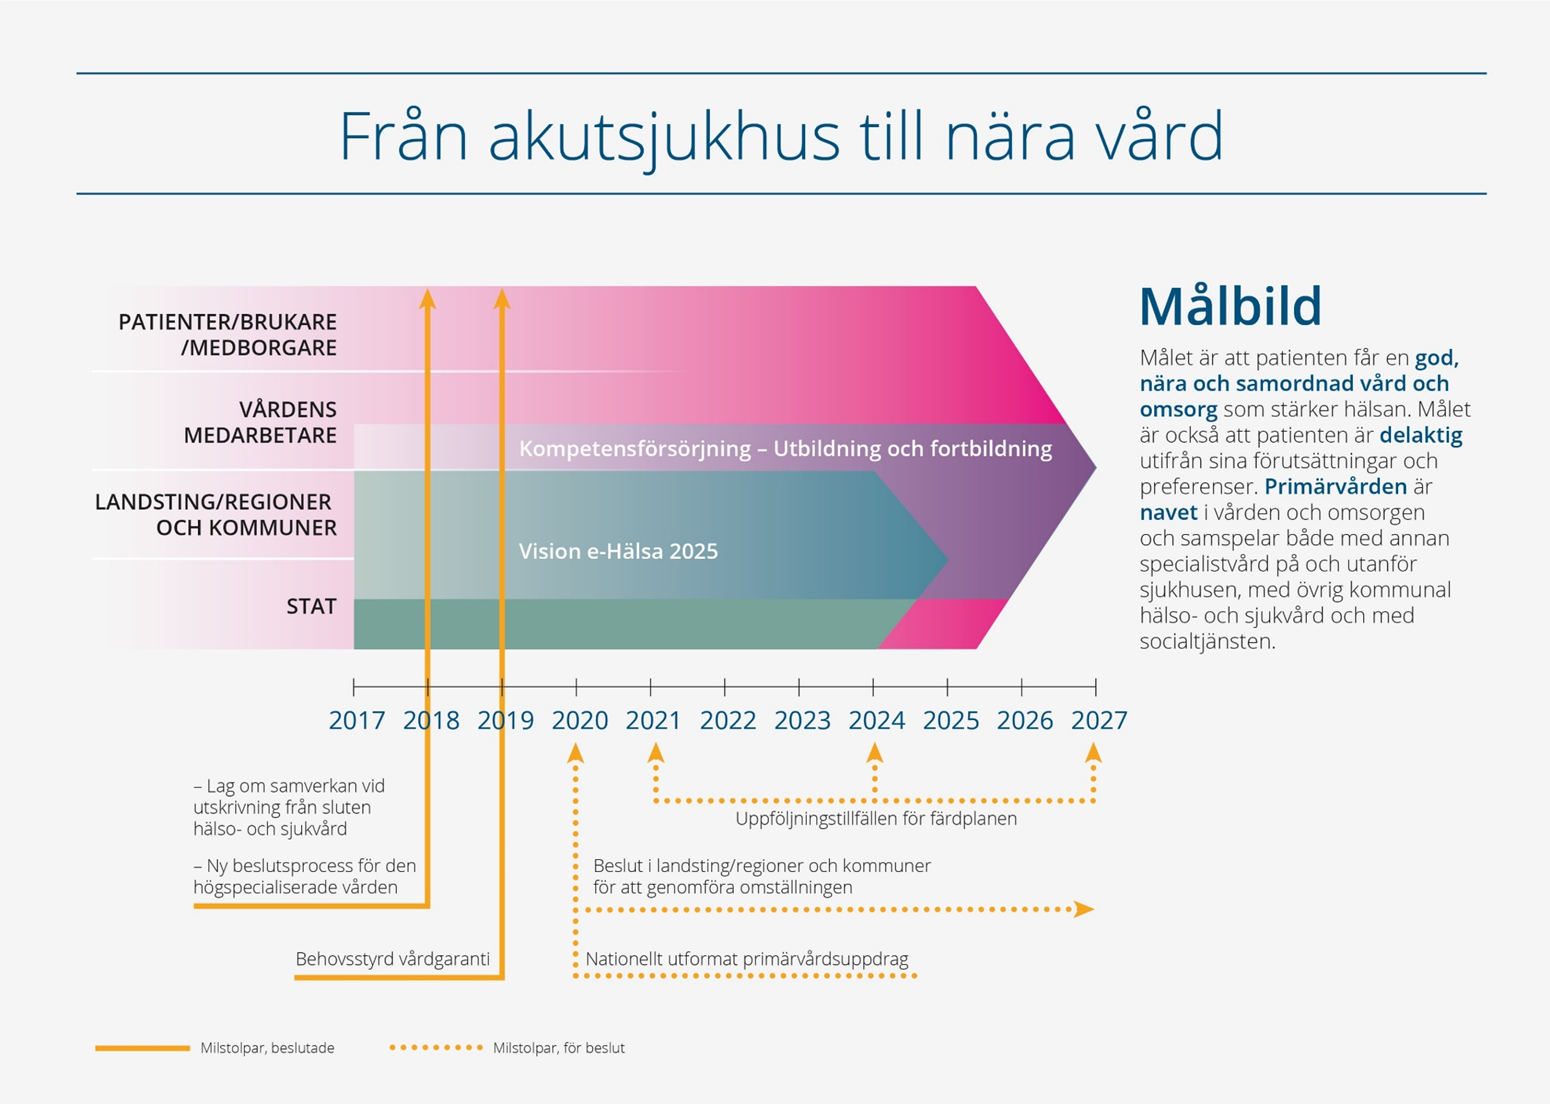 Från akutsjukhus till nära vård
PATIENTER/BRUKARE
/MEDBORGARE
VÅRDENS
MEDARBETARE
LANDSTING/REGIONER
OCH KOMMUNER
STAT
Kompetensförsörjning – Utbildning och fortbildning
Vision e-Hälsa 2025
Målbild
Målet är att patienten får en god,
nära och samordnad vård och
omsorg som stärker hälsan. Målet
är också att patienten är delaktig
utifrån sina förutsättningar och
preferenser. Primärvården är
navet i vården och omsorgen
och samspelar både med annan
specialistvård på och utanför
sjukhusen, med övrig kommunal
hälso- och sjukvård och med
socialtjänsten.
2017 2018 2019 2020 2021 2022 2023 2024 2025 2026 2027
– Lag om samverkan vid
utskrivning från sluten
hälso- och sjukvård
– Ny beslutsprocess för den
högspecialiserade vården
Behovsstyrd vårdgaranti
Uppföljningstillfällen för färdplanen
Beslut i landsting/regioner och kommuner
för att genomföra omställningen
Nationellt utformat primärvårdsuppdrag
Milstolpar, beslutade
Milstolpar, för beslut